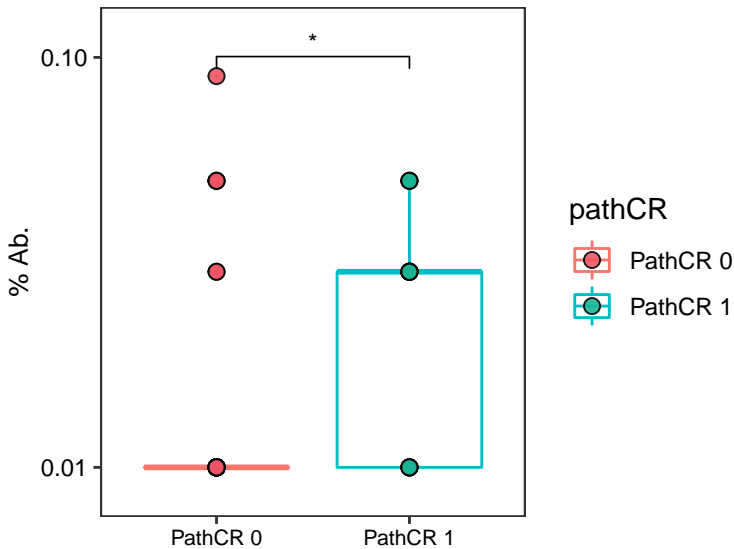 *
0.10
0.01
% Ab.
PathCR 0
PathCR 1
pathCR
PathCR 0
PathCR 1